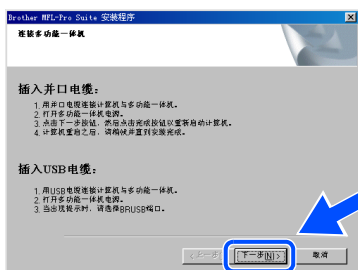 Brother MFL-Pro Suite 安装程序
连接多功能一体机
插入并口电缆：
1. 用并口电缆连接计算机与多功能一体机。
2. 打开多功能一体机电源。
3. 点击下一步按钮，然后点击完成按钮以重新启动计算机。
4. 计算机重启之后，请稍候并直到安装完成。
插入USB电缆：
1. 用USB电缆连接计算机与多功能一体机。
2. 打开多功能一体机电源。
3. 当出现提示时，请选择BRUSB端口。
<上一步 下一步(N)> 取消